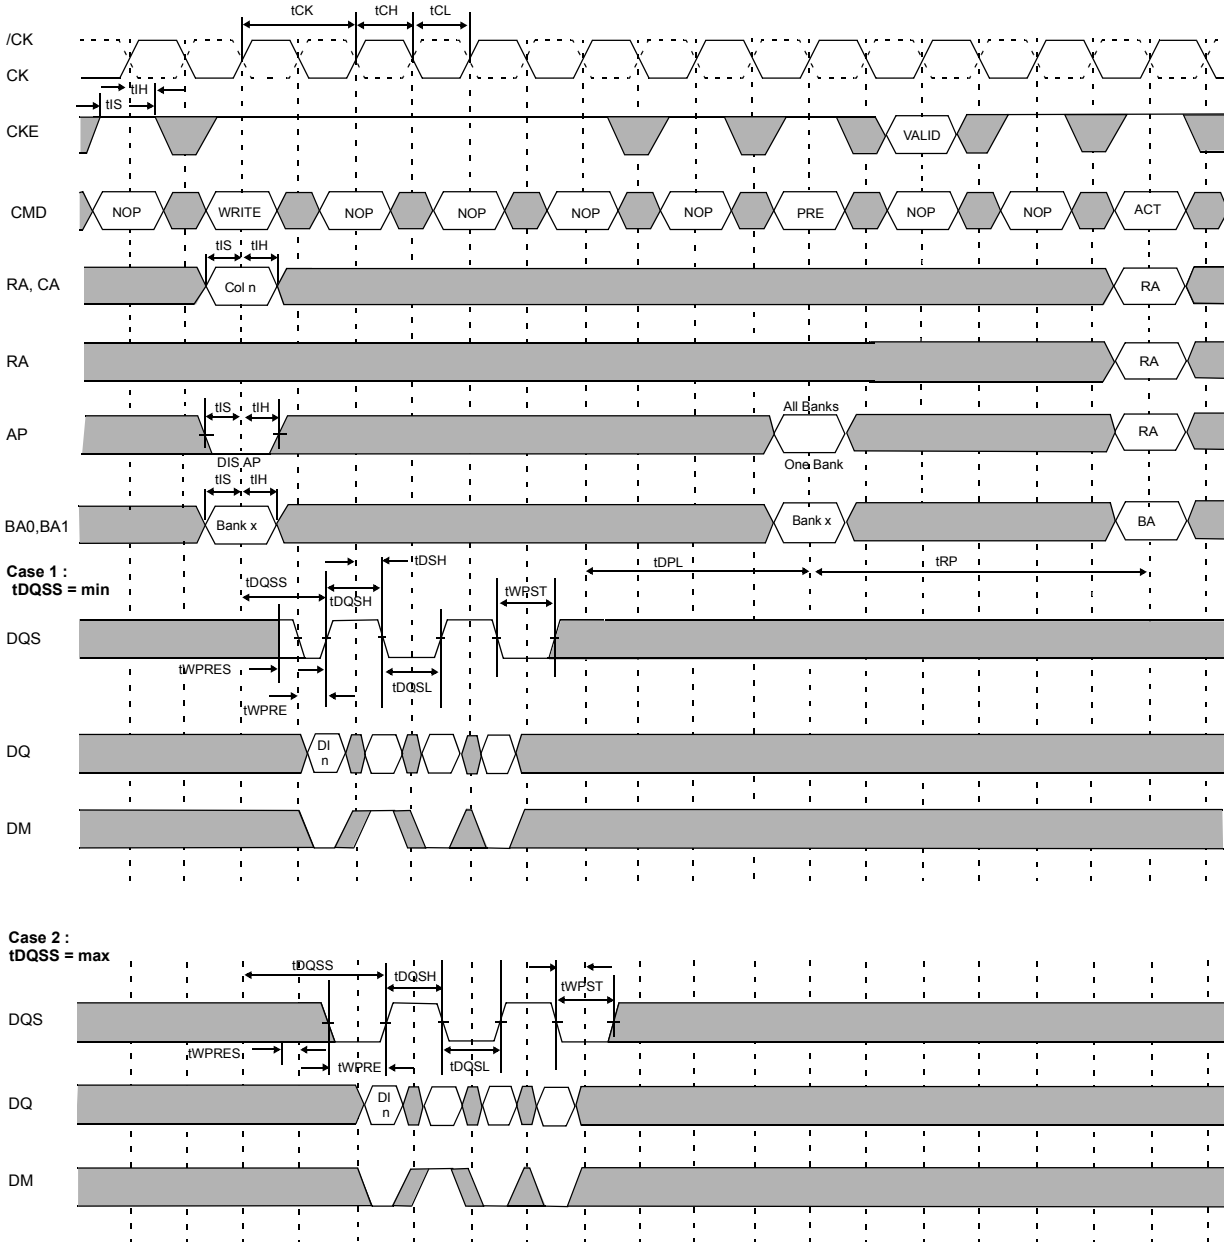 tCK tCH tCL
/CK
CK
tIH
tIS
CKE VALID
CMD NOP WRITE NOP NOP NOP NOP PRE NOP NOP ACT
tIS tIH
RA, CA Col n RA
RA RA
tIS tIH All Banks
AP RA
DIS AP One Bank
tIS tIH
BA0,BA1 Bank x Bank x BA
Case 1 : tDSH tDPL tRP
tDQSS = min tDQSS tWPST
tDQSH
DQS
tWPRES tDQSL
tWPRE
DQ DI
n
DM
Case 2 :
tDQSS = max tDQSS tDQSH
tWPST
DQS
tWPRES tWPRE tDQSL
DQ DI
n
DM